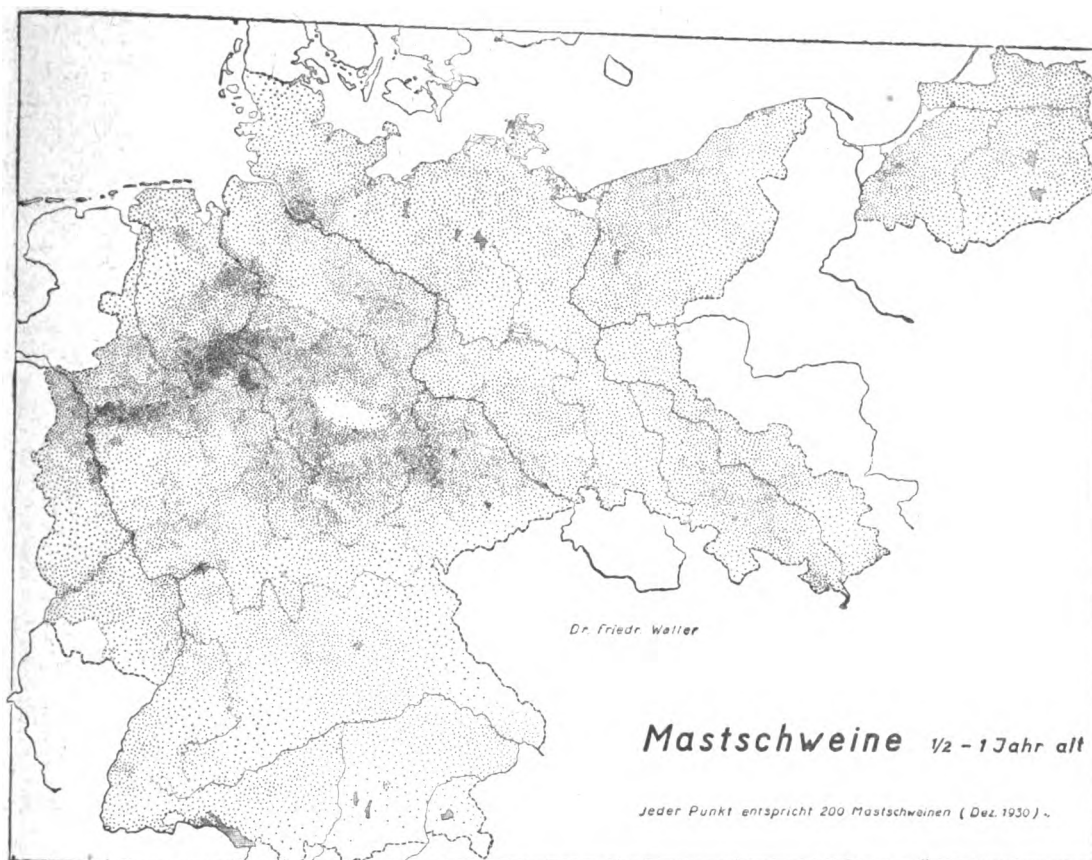 Dr. Friedr. Walter
Mastschweine 1/2 - 1 Jahr alt
Jeder Punkt entspricht 200 Mastschweinen ( Dez. 1930 ).